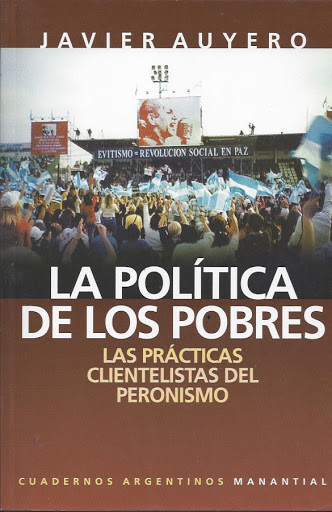 JAVIER AUYERO
EVITISMO = REVOLUCION SOCIAL EN PAZ
LA POLÍTICA
DE LOS POBRES
LAS PRÁCTICAS
CLIENTELISTAS DEL
PERONISMO
CUADERNOS ARGENTINOS MANANTIAL